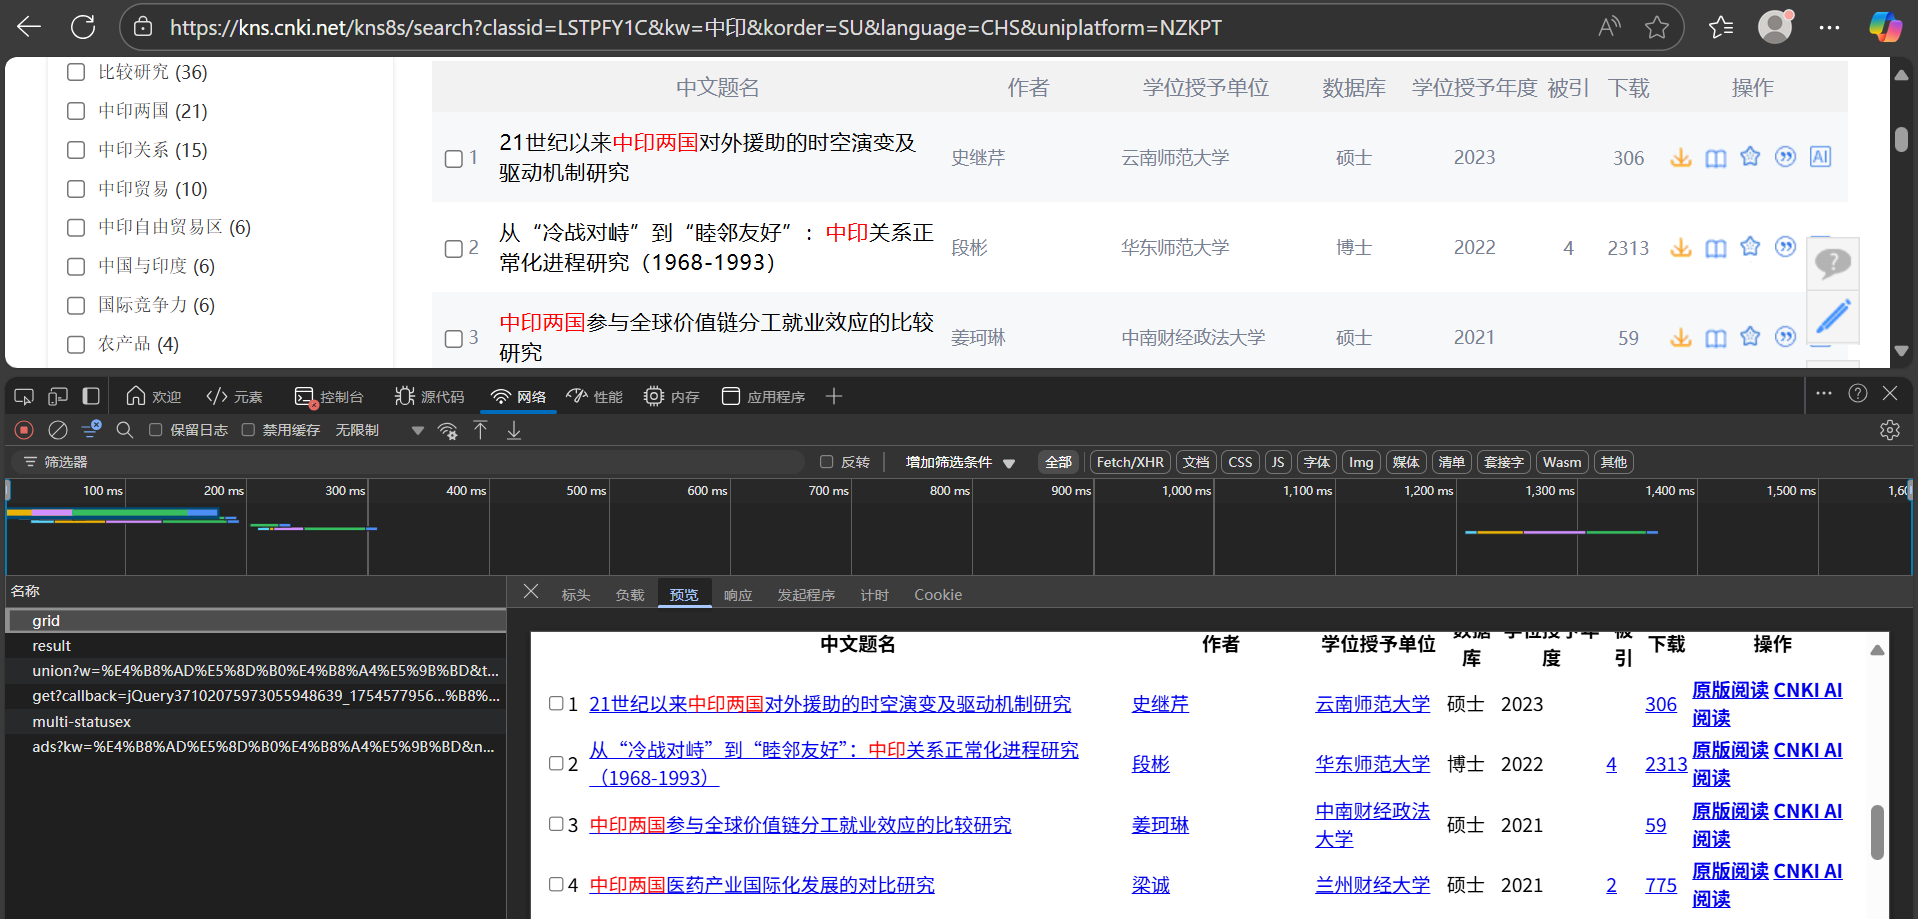 https://kns.cnki.net/kns8s/search?classid=LSTPFY1C&kw=中印&korder=SU&language=CHS&uniplatform=NZKPT
比较研究 (36)
中印两国 (21)
中印关系 (15)
中印贸易 (10)
中印自由贸易区 (6)
中国与印度 (6)
国际竞争力 (6)
农产品 (4)
中文题名 作者 学位授予单位 数据库 学位授予年度 被引 下载 操作
1 21世纪以来中印两国对外援助的时空演变及 史继芹 云南师范大学 硕士 2023 306 AI
驱动机制研究
2 从“冷战对峙”到“睦邻友好”：中印关系正 段彬 华东师范大学 博士 2022 4 2313
常化进程研究（1968-1993）
3 中印两国参与全球价值链分工就业效应的比较 姜珂琳 中南财经政法大学 硕士 2021 59
研究
欢迎 元素 控制台 源代码 网络 性能 内存 应用程序
保留日志 禁用缓存 无限制
筛选器 反转 增加筛选条件 全部 Fetch/XHR 文档 CSS JS 字体 Img 媒体 清单 套接字 Wasm 其他
100 ms 200 ms 300 ms 400 ms 500 ms 600 ms 700 ms 800 ms 900 ms 1,000 ms 1,100 ms 1,200 ms 1,300 ms 1,400 ms 1,500 ms
名称
grid
result
union?w=%E4%B8%AD%E5%8D%B0%E4%B8%A4%E5%9B%BD&t...
get?callback=jQuery37102075973055948639_1754577956...%B8%...
multi-statusex
ads?kw=%E4%B8%AD%E5%8D%B0%E4%B8%A4%E5%9B%BD&n...
标头 负载 预览 响应 发起程序 计时 Cookie
中文题名 作者 学位授予单位 数据库 学位授予年度 被引 下载 操作
1 21世纪以来中印两国对外援助的时空演变及驱动机制研究 史继芹 云南师范大学 硕士 2023 306 原版阅读 CNKI AI
阅读
2 从“冷战对峙”到“睦邻友好”：中印关系正常化进程研究 段彬 华东师范大学 博士 2022 4 2313 原版阅读 CNKI AI
（1968-1993） 阅读
3 中印两国参与全球价值链分工就业效应的比较研究 姜珂琳 中南财经政法 硕士 2021 59 原版阅读 CNKI AI
大学 阅读
4 中印两国医药产业国际化发展的对比研究 梁诚 兰州财经大学 硕士 2021 2 775 原版阅读 CNKI AI
阅读